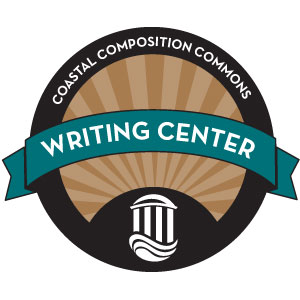 COASTAL COMPOSITION COMMONS
WRITING CENTER